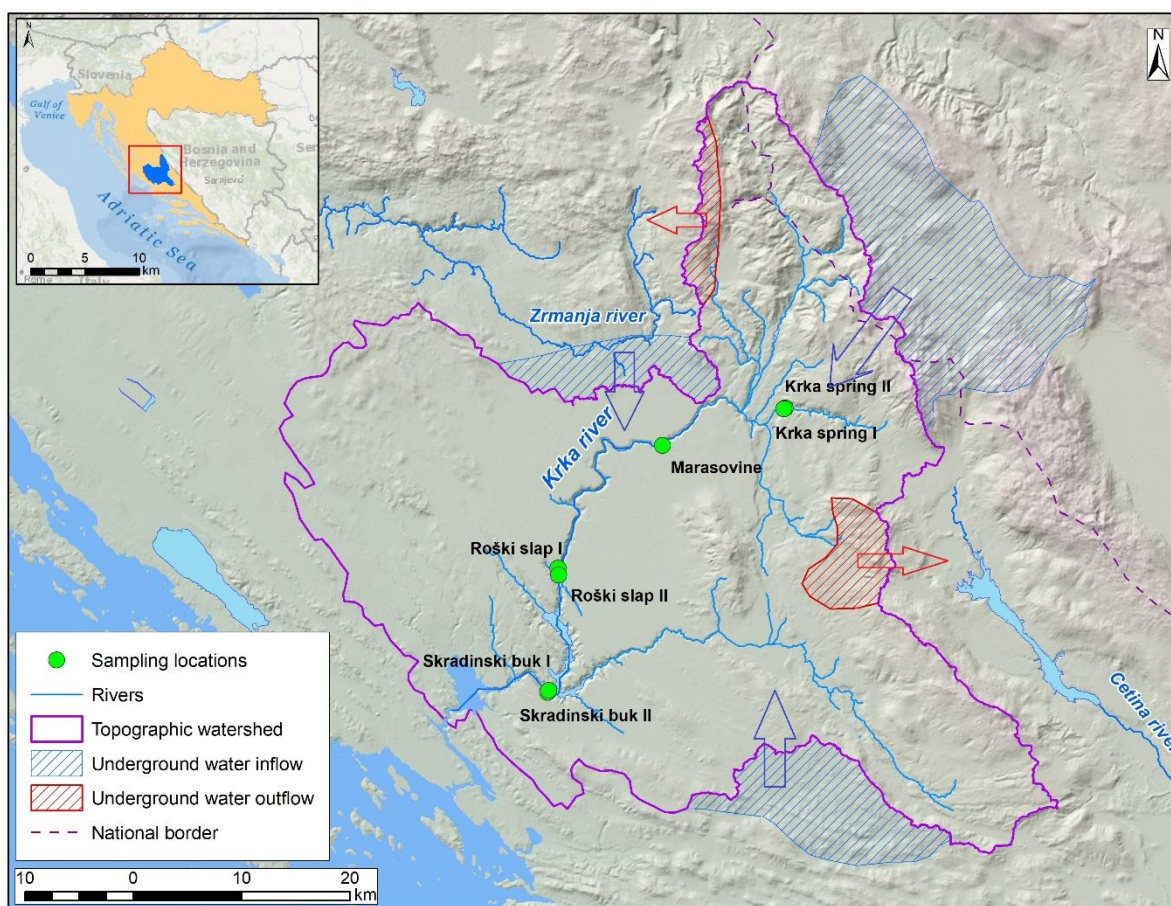 N
Slovenia
Gulf of
Venice
Bosnia and
Herzegovina
Sarajevo
Adriatic Sea
10 5 0 10
km
Rome
Italy
N
Zrmanja river
Krka river
Krka spring II
Krka spring I
Marasovine
Roški slap I
Roški slap II
Skradinski buk I
Skradinski buk II
Cetina river
Sampling locations
Rivers
Topographic watershed
Underground water inflow
Underground water outflow
National border
10 0 10 20
km